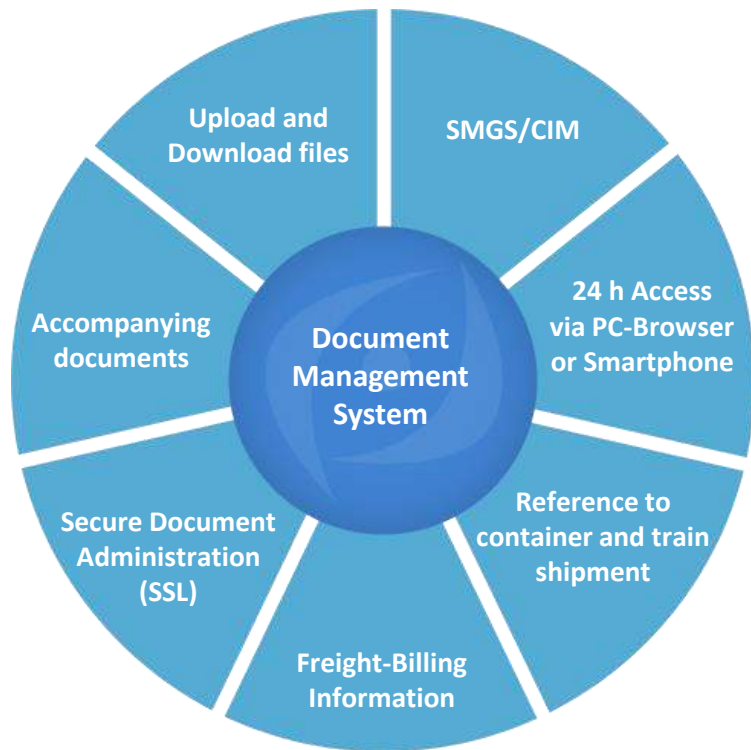 Upload and
Download files
SMGS/CIM
24 h Access
via PC-Browser
or Smartphone
Accompanying
documents
Document
Management
System
Reference to
container and train
shipment
Secure Document
Administration
(SSL)
Freight-Billing
Information